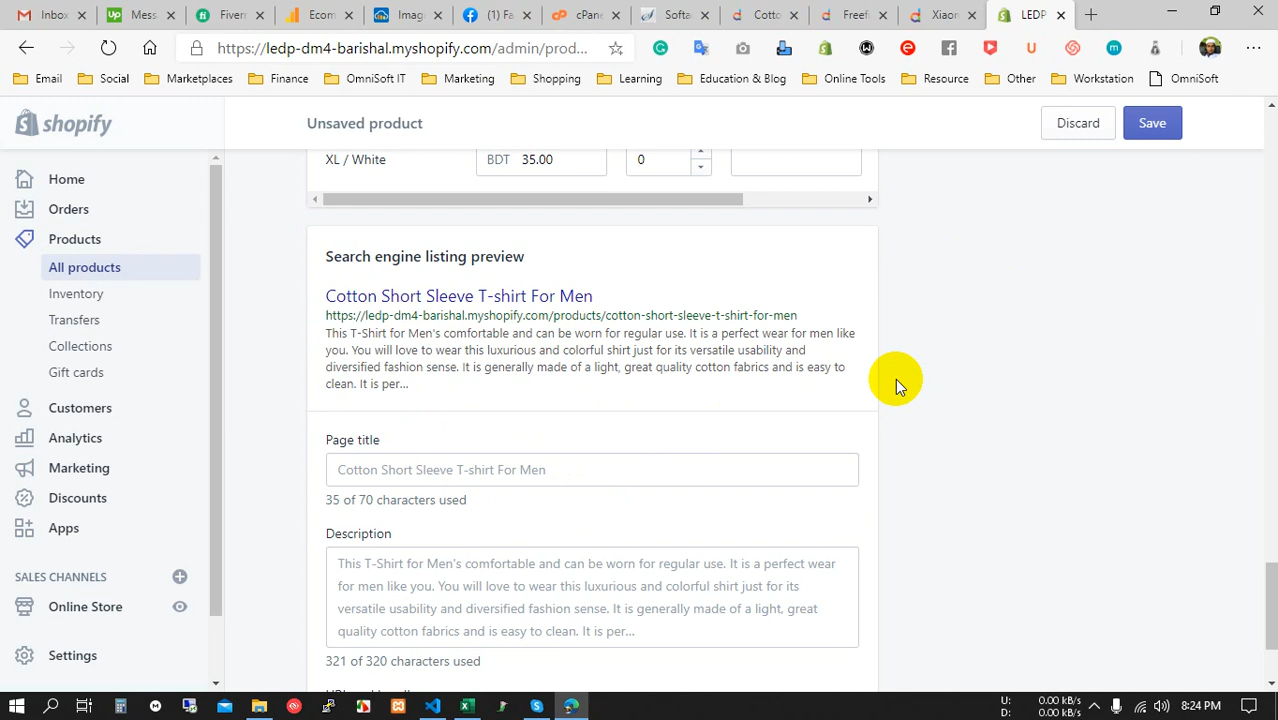 Inbox
Mess
Fiverr
Ecom
Imag
(1) Fa
cPane
Softa
Cotto
Freefi
Xiaon
LEDP
https://ledp-dm4-barishal.myshopify.com/admin/prod...
Email
Social
Marketplaces
Finance
OmniSoft IT
Marketing
Shopping
Learning
Education & Blog
Online Tools
Resource
Other
Workstation
OmniSoft
shopify
Unsaved product
Discard
Save
Home
Orders
Products
All products
Inventory
Transfers
Collections
Gift cards
Customers
Analytics
Marketing
Discounts
Apps
SALES CHANNELS
Online Store
Settings
XL / White
BDT 35.00
0
Search engine listing preview
Cotton Short Sleeve T-shirt For Men
https://ledp-dm4-barishal.myshopify.com/products/cotton-short-sleeve-t-shirt-for-men
This T-Shirt for Men's comfortable and can be worn for regular use. It is a perfect wear for men like
you. You will love to wear this luxurious and colorful shirt just for its versatile usability and
diversified fashion sense. It is generally made of a light, great quality cotton fabrics and is easy to
clean. It is per...
Page title
Cotton Short Sleeve T-shirt For Men
35 of 70 characters used
Description
This T-Shirt for Men's comfortable and can be worn for regular use. It is a perfect wear
for men like you. You will love to wear this luxurious and colorful shirt just for its
versatile usability and diversified fashion sense. It is generally made of a light, great
quality cotton fabrics and is easy to clean. It is per...
321 of 320 characters used
U: 0.00 kB/s
D: 0.00 kB/s
8:24 PM